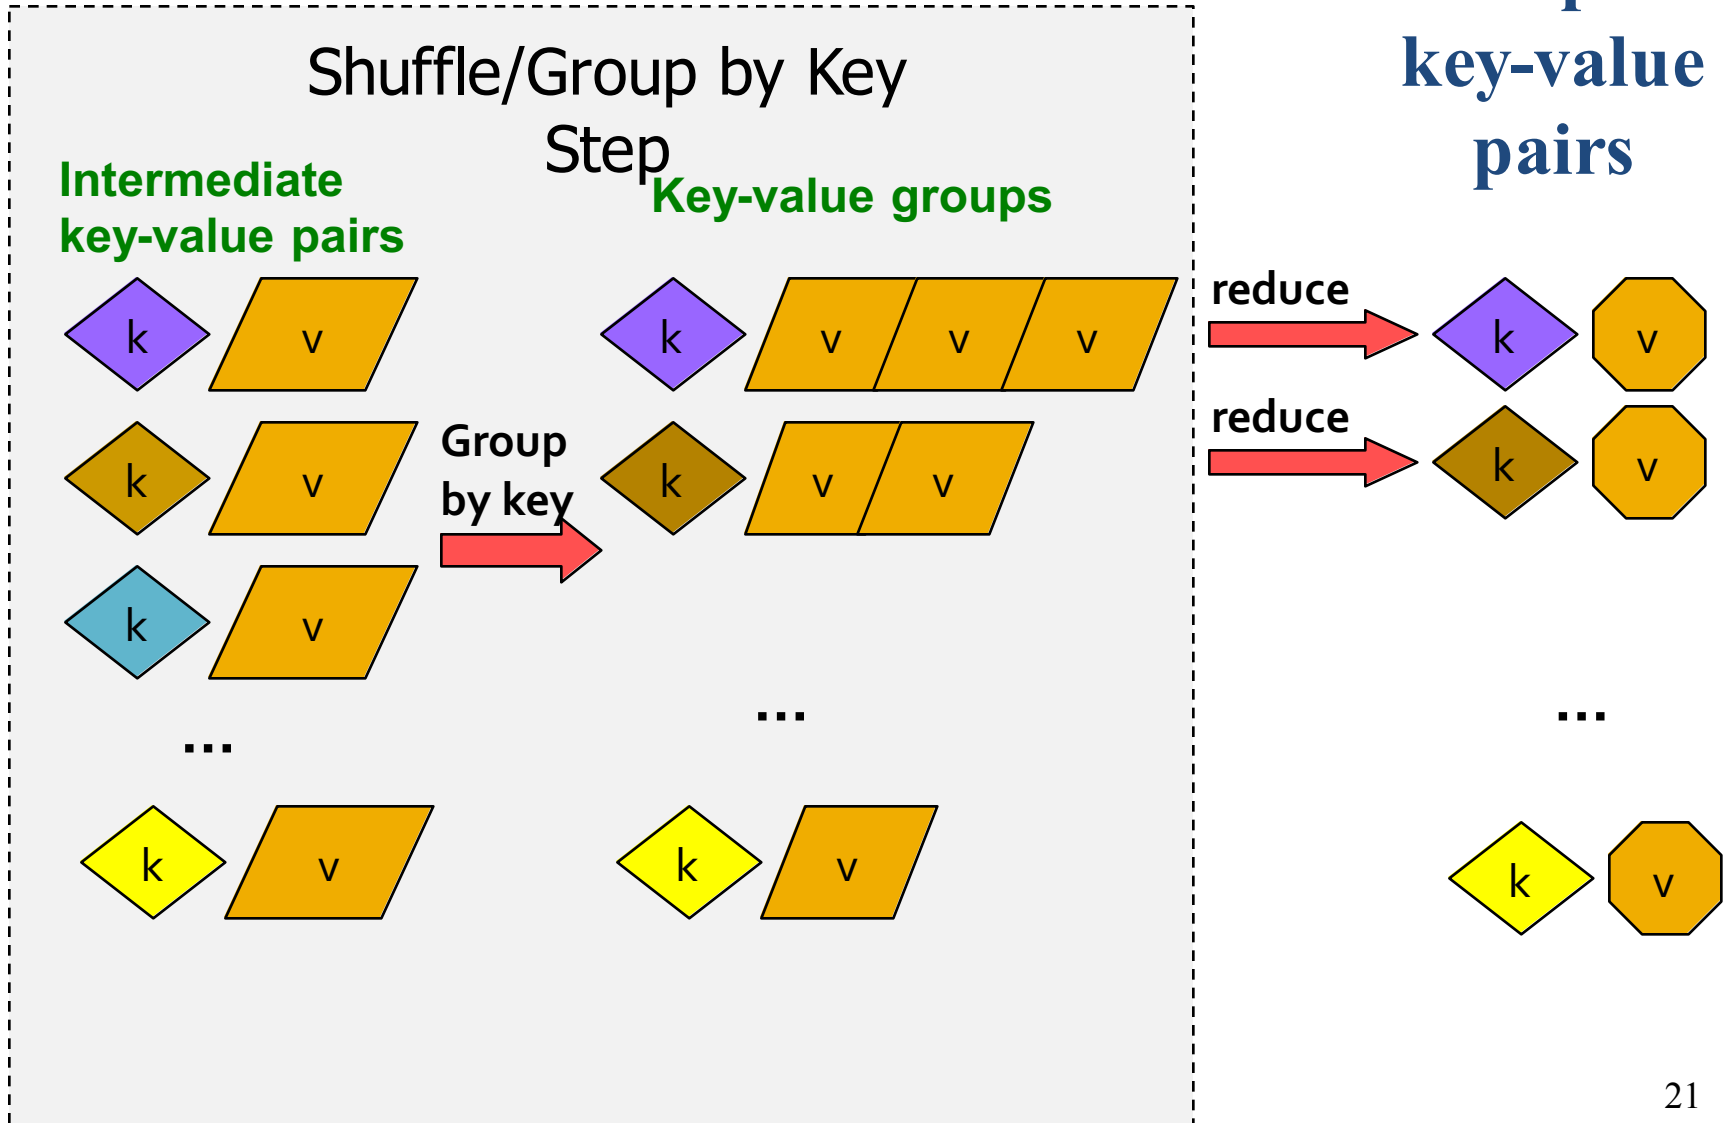 Shuffle/Group by Key
Step
key-value
pairs
Intermediate
key-value pairs
Key-value groups
k v
k v v v
reduce
k v
k v
Group
by key
k v v
reduce
k v
k v
...
...
...
k v
k v
k v
21